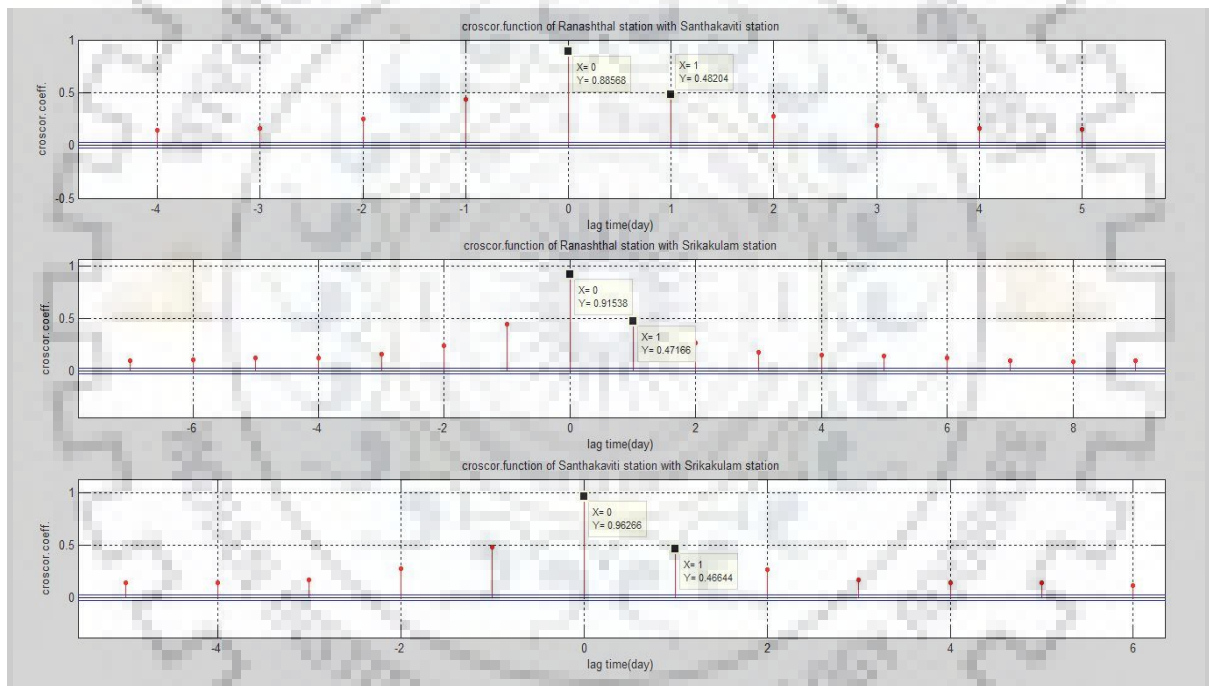 croscor.function of Ranashthal station with Santhakaviti station
croscor.coeff.
1
0.5
0
-0.5
X= 0
Y= 0.88568
X= 1
Y= 0.48204
-4 -3 -2 -1 0 1 2 3 4 5
lag time(day)
croscor.function of Ranashthal station with Srikakulam station
croscor.coeff.
1
0.5
0
X= 0
Y= 0.91538
X= 1
Y= 0.47166
-6 -4 -2 0 2 4 6 8
lag time(day)
croscor.function of Santhakaviti station with Srikakulam station
croscor.coeff.
1
0.5
0
X= 0
Y= 0.96266
X= 1
Y= 0.46644
-4 -2 0 2 4 6
lag time(day)